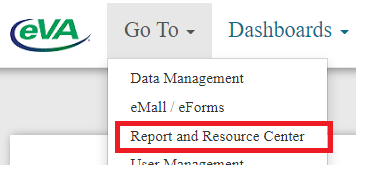 eVA
Go To
Dashboards
Data Management
eMall / eForms
Report and Resource Center
User Management